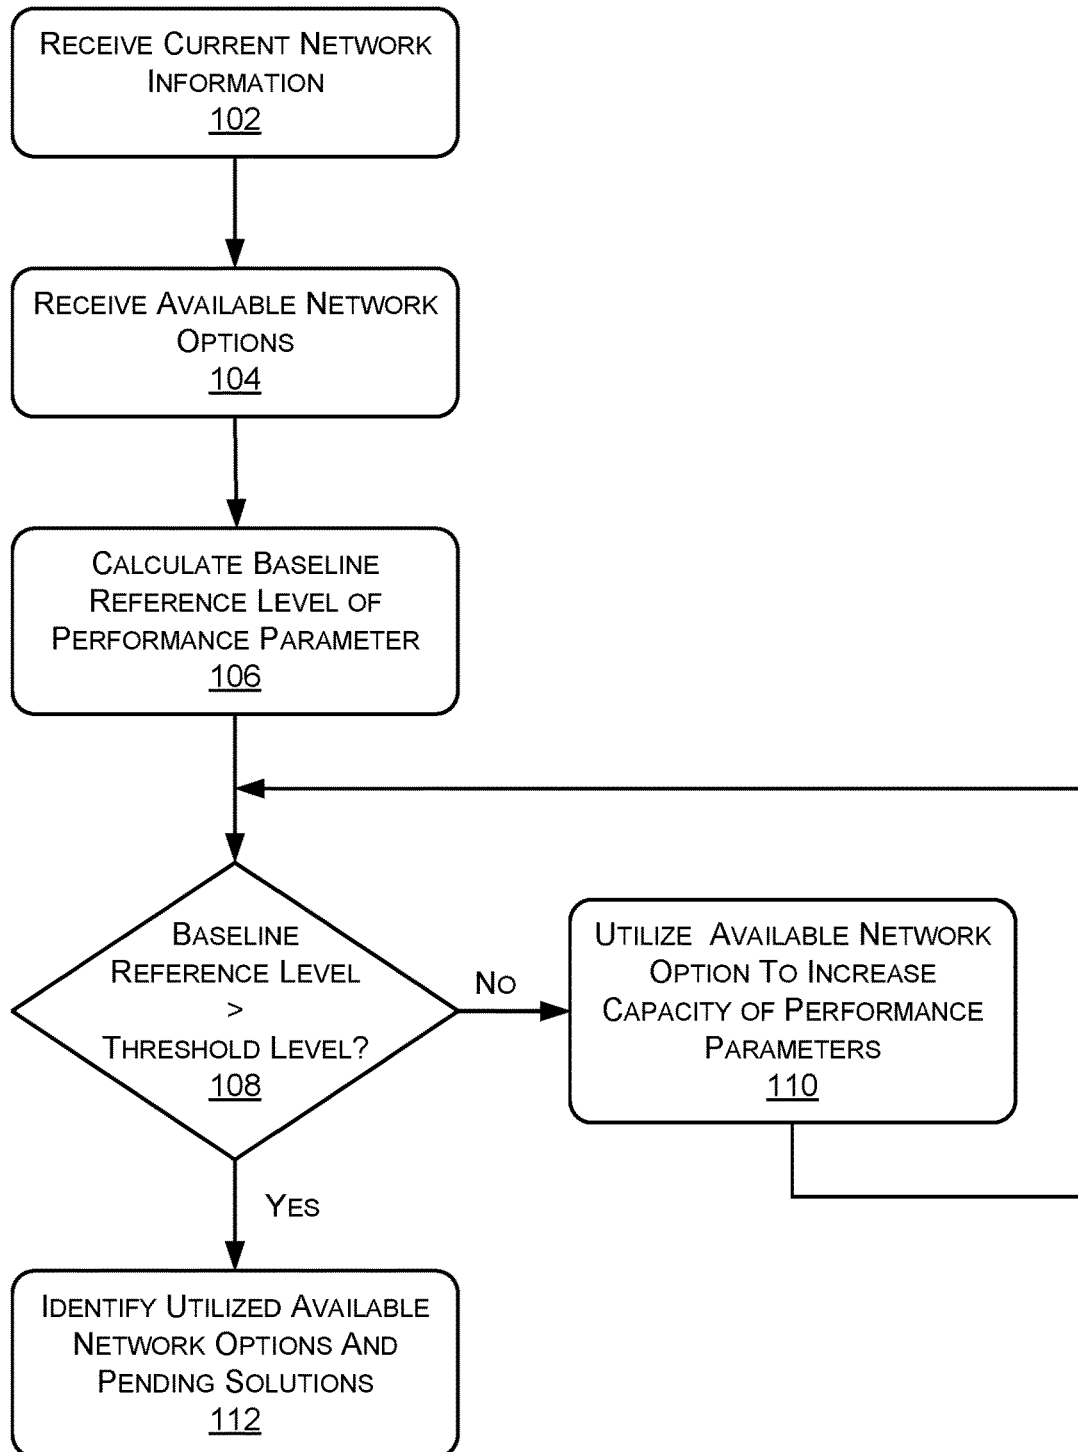 RECEIVE CURRENT NETWORK
INFORMATION
102
RECEIVE AVAILABLE NETWORK
OPTIONS
104
CALCULATE BASELINE
REFERENCE LEVEL OF
PERFORMANCE PARAMETER
106
BASELINE
REFERENCE LEVEL
>
THRESHOLD LEVEL?
108
NO
UTILIZE AVAILABLE NETWORK
OPTION TO INCREASE
CAPACITY OF PERFORMANCE
PARAMETERS
110
YES
IDENTIFY UTILIZED AVAILABLE
NETWORK OPTIONS AND
PENDING SOLUTIONS
112